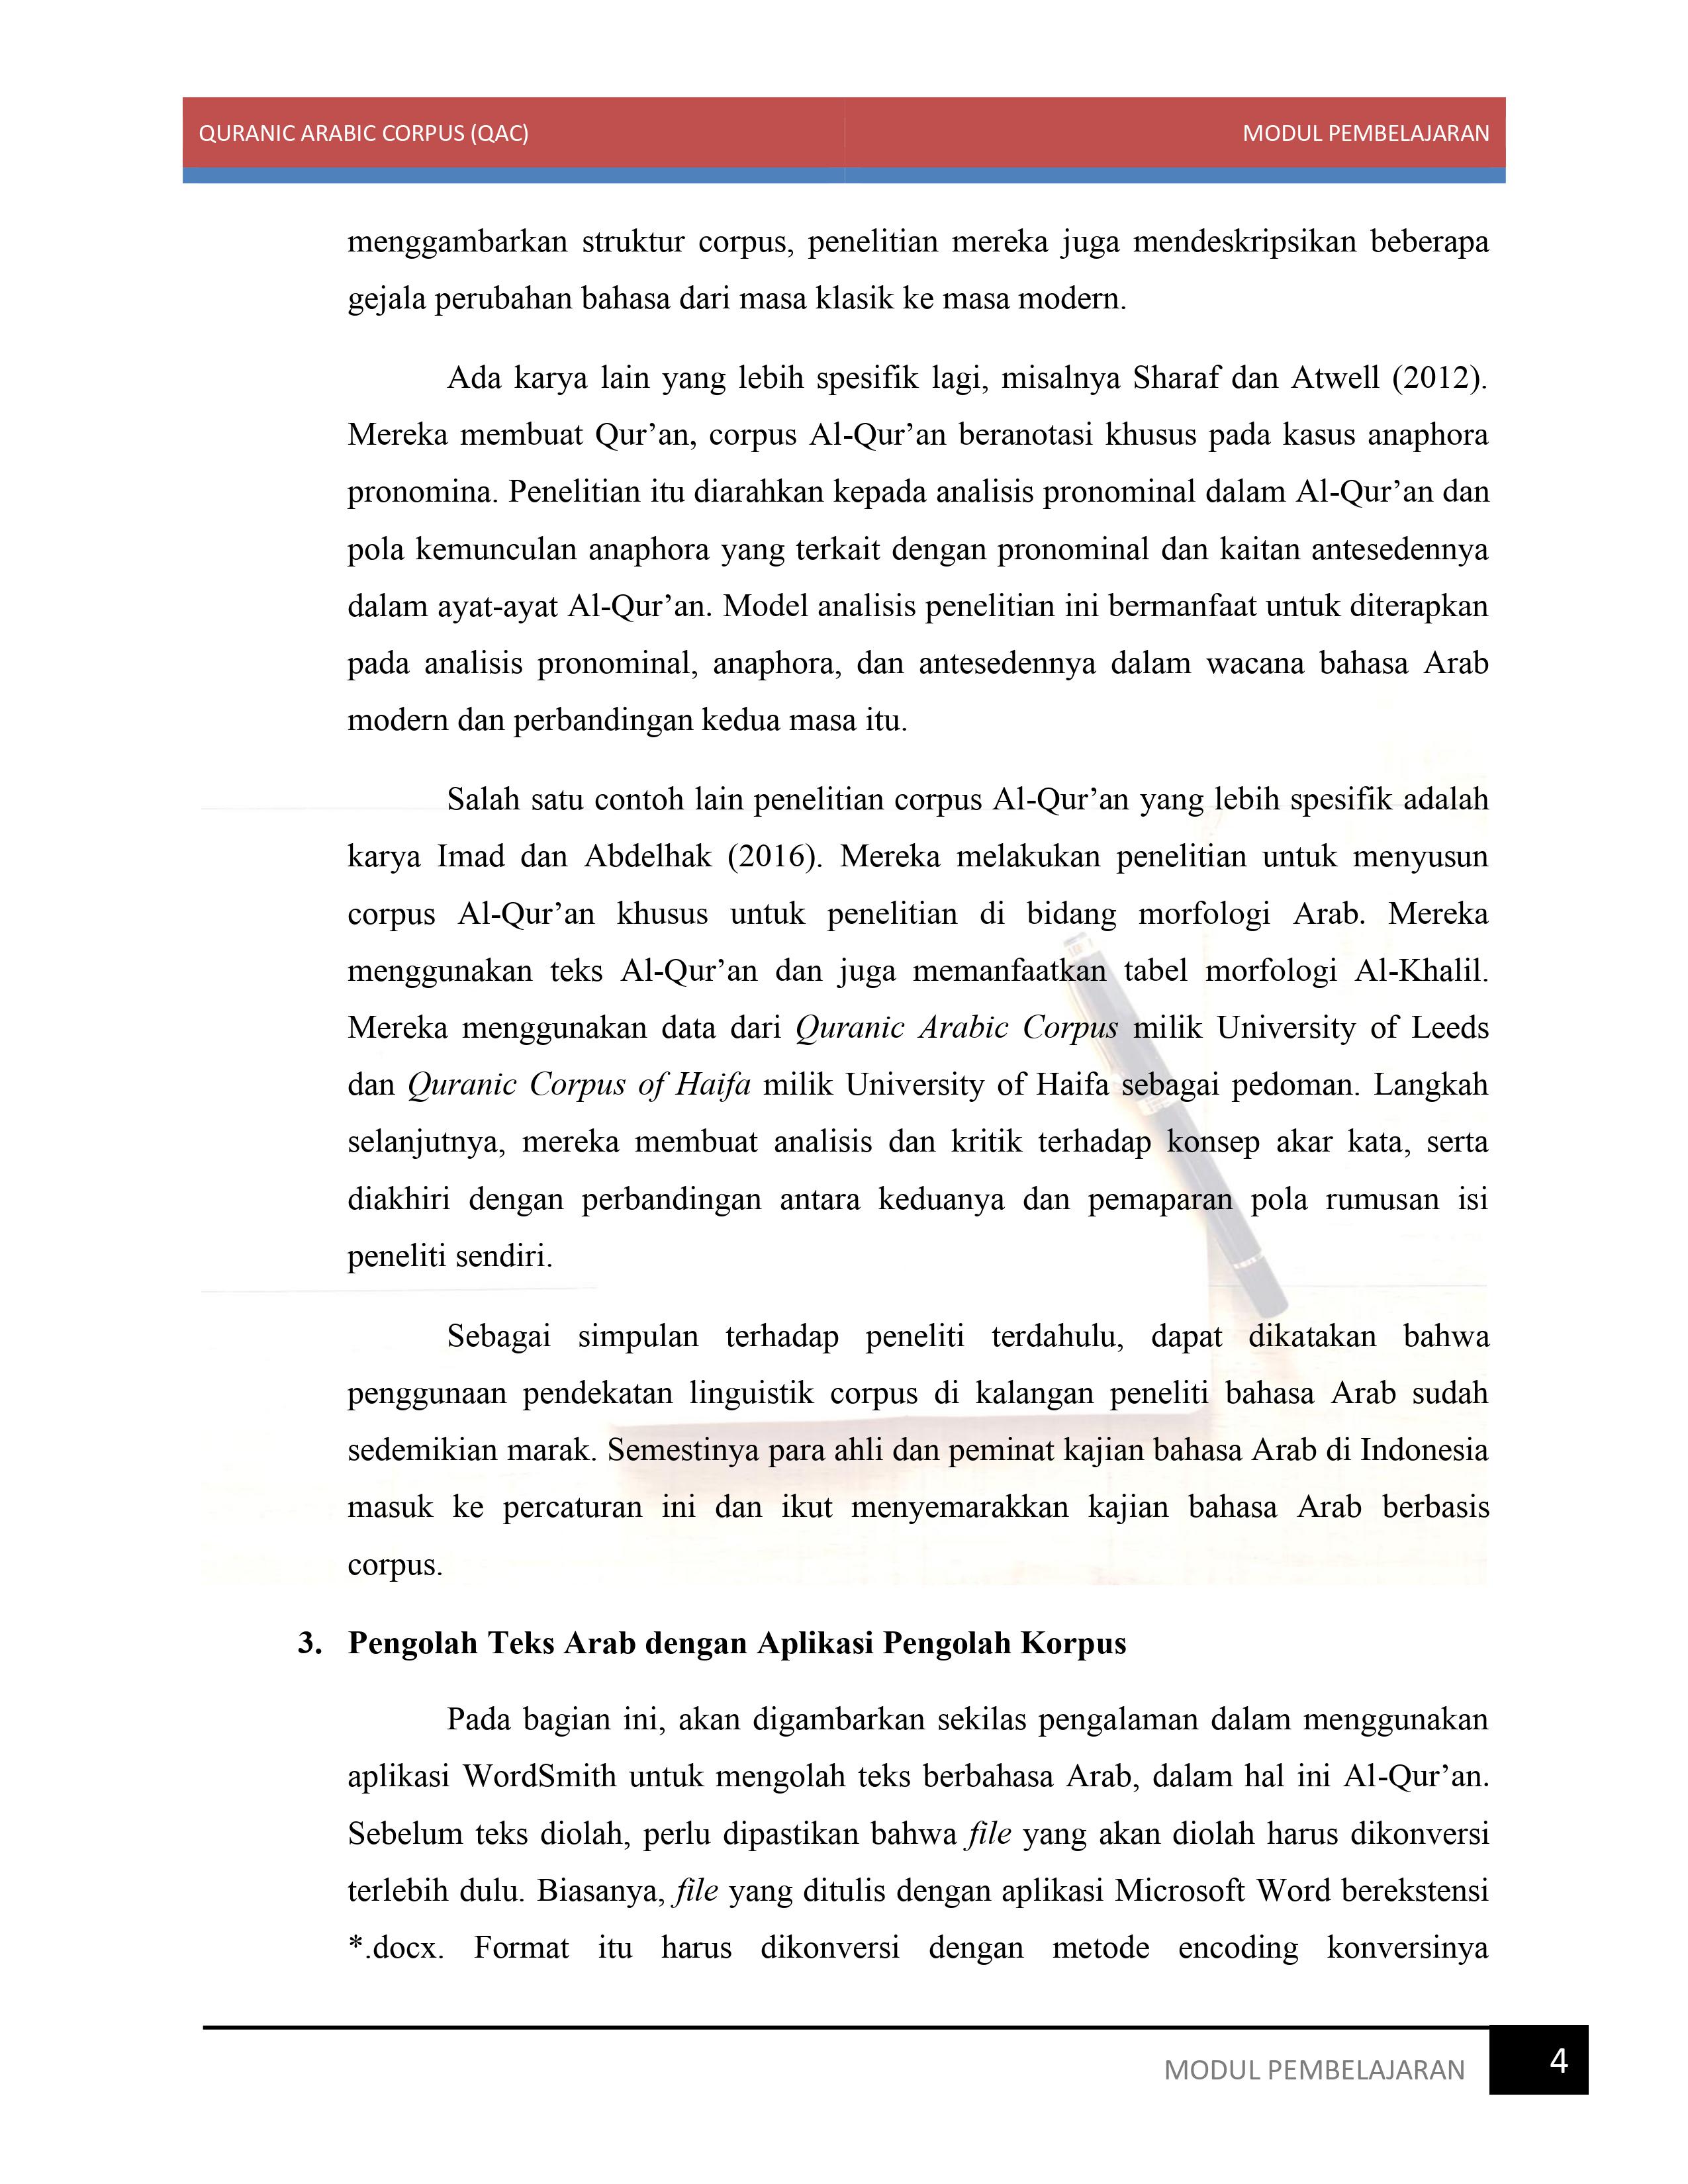 QURANIC ARABIC CORPUS (QAC) MODUL PEMBELAJARAN
menggambarkan struktur corpus, penelitian mereka juga mendeskripsikan beberapa
gejala perubahan bahasa dari masa klasik ke masa modern.
Ada karya lain yang lebih spesifik lagi, misalnya Sharaf dan Atwell (2012).
Mereka membuat Qur’an, corpus Al-Qur’an beranotasi khusus pada kasus anaphora
pronomina. Penelitian itu diarahkan kepada analisis pronominal dalam Al-Qur’an dan
pola kemunculan anaphora yang terkait dengan pronominal dan kaitan antesedennya
dalam ayat-ayat Al-Qur’an. Model analisis penelitian ini bermanfaat untuk diterapkan
pada analisis pronominal, anaphora, dan antesedennya dalam wacana bahasa Arab
modern dan perbandingan kedua masa itu.
Salah satu contoh lain penelitian corpus Al-Qur’an yang lebih spesifik adalah
karya Imad dan Abdelhak (2016). Mereka melakukan penelitian untuk menyusun
corpus Al-Qur’an khusus untuk penelitian di bidang morfologi Arab. Mereka
menggunakan teks Al-Qur’an dan juga memanfaatkan tabel morfologi Al-Khalil.
Mereka menggunakan data dari Quranic Arabic Corpus milik University of Leeds
dan Quranic Corpus of Haifa milik University of Haifa sebagai pedoman. Langkah
selanjutnya, mereka membuat analisis dan kritik terhadap konsep akar kata, serta
diakhiri dengan perbandingan antara keduanya dan pemaparan pola rumusan isi
peneliti sendiri.
Sebagai simpulan terhadap peneliti terdahulu, dapat dikatakan bahwa
penggunaan pendekatan linguistik corpus di kalangan peneliti bahasa Arab sudah
sedemikian marak. Semestinya para ahli dan peminat kajian bahasa Arab di Indonesia
masuk ke percaturan ini dan ikut menyemarakkan kajian bahasa Arab berbasis
corpus.
3. Pengolah Teks Arab dengan Aplikasi Pengolah Korpus
Pada bagian ini, akan digambarkan sekilas pengalaman dalam menggunakan
aplikasi WordSmith untuk mengolah teks berbahasa Arab, dalam hal ini Al-Qur’an.
Sebelum teks diolah, perlu dipastikan bahwa file yang akan diolah harus dikonversi
terlebih dulu. Biasanya, file yang ditulis dengan aplikasi Microsoft Word berekstensi
*.docx. Format itu harus dikonversi dengan metode encoding konversinya
MODUL PEMBELAJARAN 4